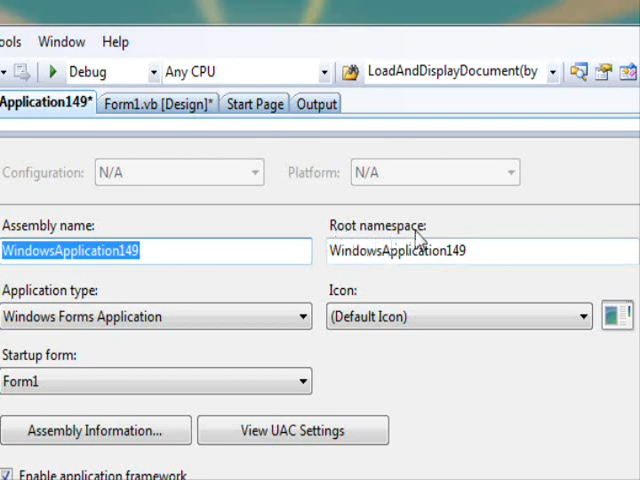 ools Window Help
Debug Any CPU LoadAndDisplayDocument(by
Application149* Form1.vb [Design]* Start Page Output
Configuration: N/A Platform: N/A
Assembly name: Root namespace:
WindowsApplication149 WindowsApplication149
Application type: Icon:
Windows Forms Application (Default Icon)
Startup form:
Form1
Assembly Information... View UAC Settings
Enable application framework